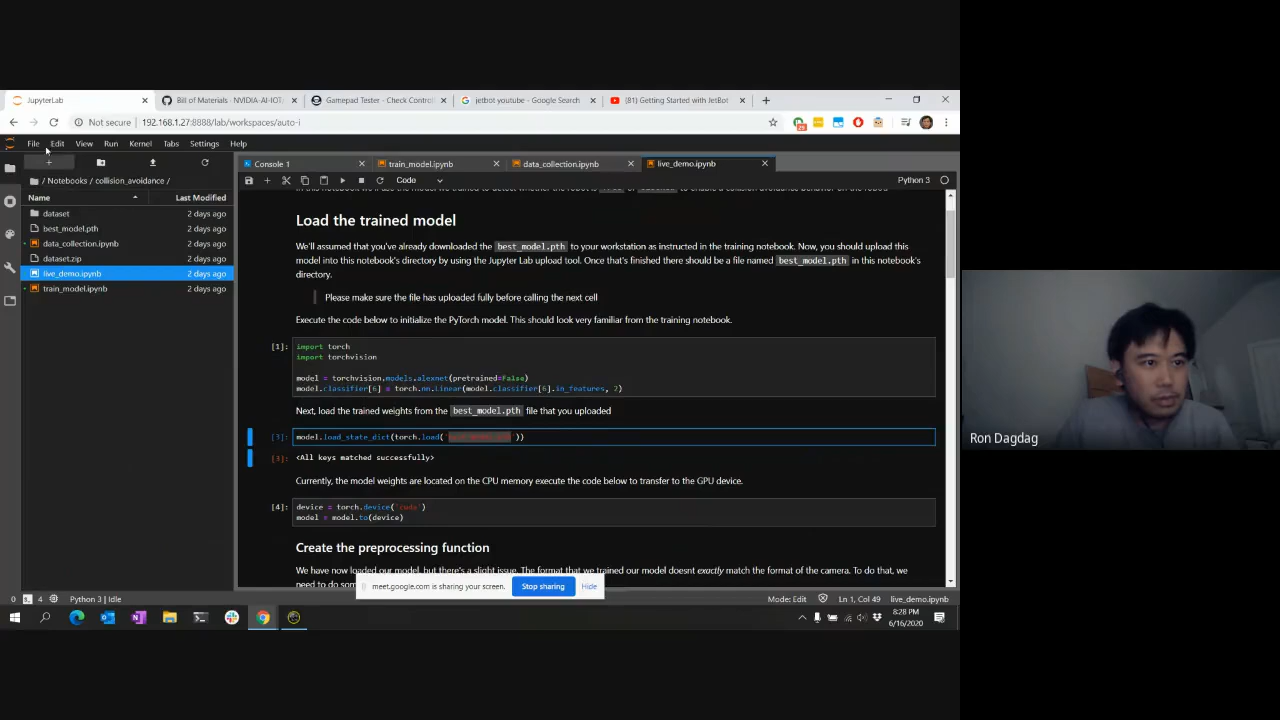 JupyterLab
Bill of Materials · NVIDIA-AI-IOT
Gamepad Tester - Check Control
jetbot youtube - Google Search
(81) Getting Started with JetBot
Not secure | 192.168.1.27:8888/lab/workspaces/auto-i
File Edit View Run Kernel Tabs Settings Help
Console 1
train_model.ipynb
data_collection.ipynb
live_demo.ipynb
Code
Python 3
/ Notebooks / collision_avoidance /
Name Last Modified
dataset 2 days ago
best_model.pth 2 days ago
data_collection.ipynb 2 days ago
dataset.zip 2 days ago
live_demo.ipynb 2 days ago
train_model.ipynb 2 days ago
Load the trained model
We'll assumed that you've already downloaded the best_model.pth to your workstation as instructed in the training notebook. Now, you should upload this
model into this notebook's directory by using the Jupyter Lab upload tool. Once that's finished there should be a file named best_model.pth in this notebook's
directory.
Please make sure the file has uploaded fully before calling the next cell
Execute the code below to initialize the PyTorch model. This should look very familiar from the training notebook.
[1]: import torch
import torchvision
model = torchvision.models.alexnet(pretrained=False)
model.classifier[6] = torch.nn.Linear(model.classifier[6].in_features, 2)
Next, load the trained weights from the best_model.pth file that you uploaded
[3]: model.load_state_dict(torch.load('best_model.pth'))
[3]: <All keys matched successfully>
Currently, the model weights are located on the CPU memory execute the code below to transfer to the GPU device.
[4]: device = torch.device('cuda')
model = model.to(device)
Create the preprocessing function
We have now loaded our model, but there's a slight issue. The format that we trained our model doesnt exactly match the format of the camera. To do that, we
need to do som
meet.google.com is sharing your screen. Stop sharing Hide
0 4 Python 3 | Idle
Mode: Edit Ln 1, Col 49 live_demo.ipynb
8:28 PM
6/16/2020
Ron Dagdag